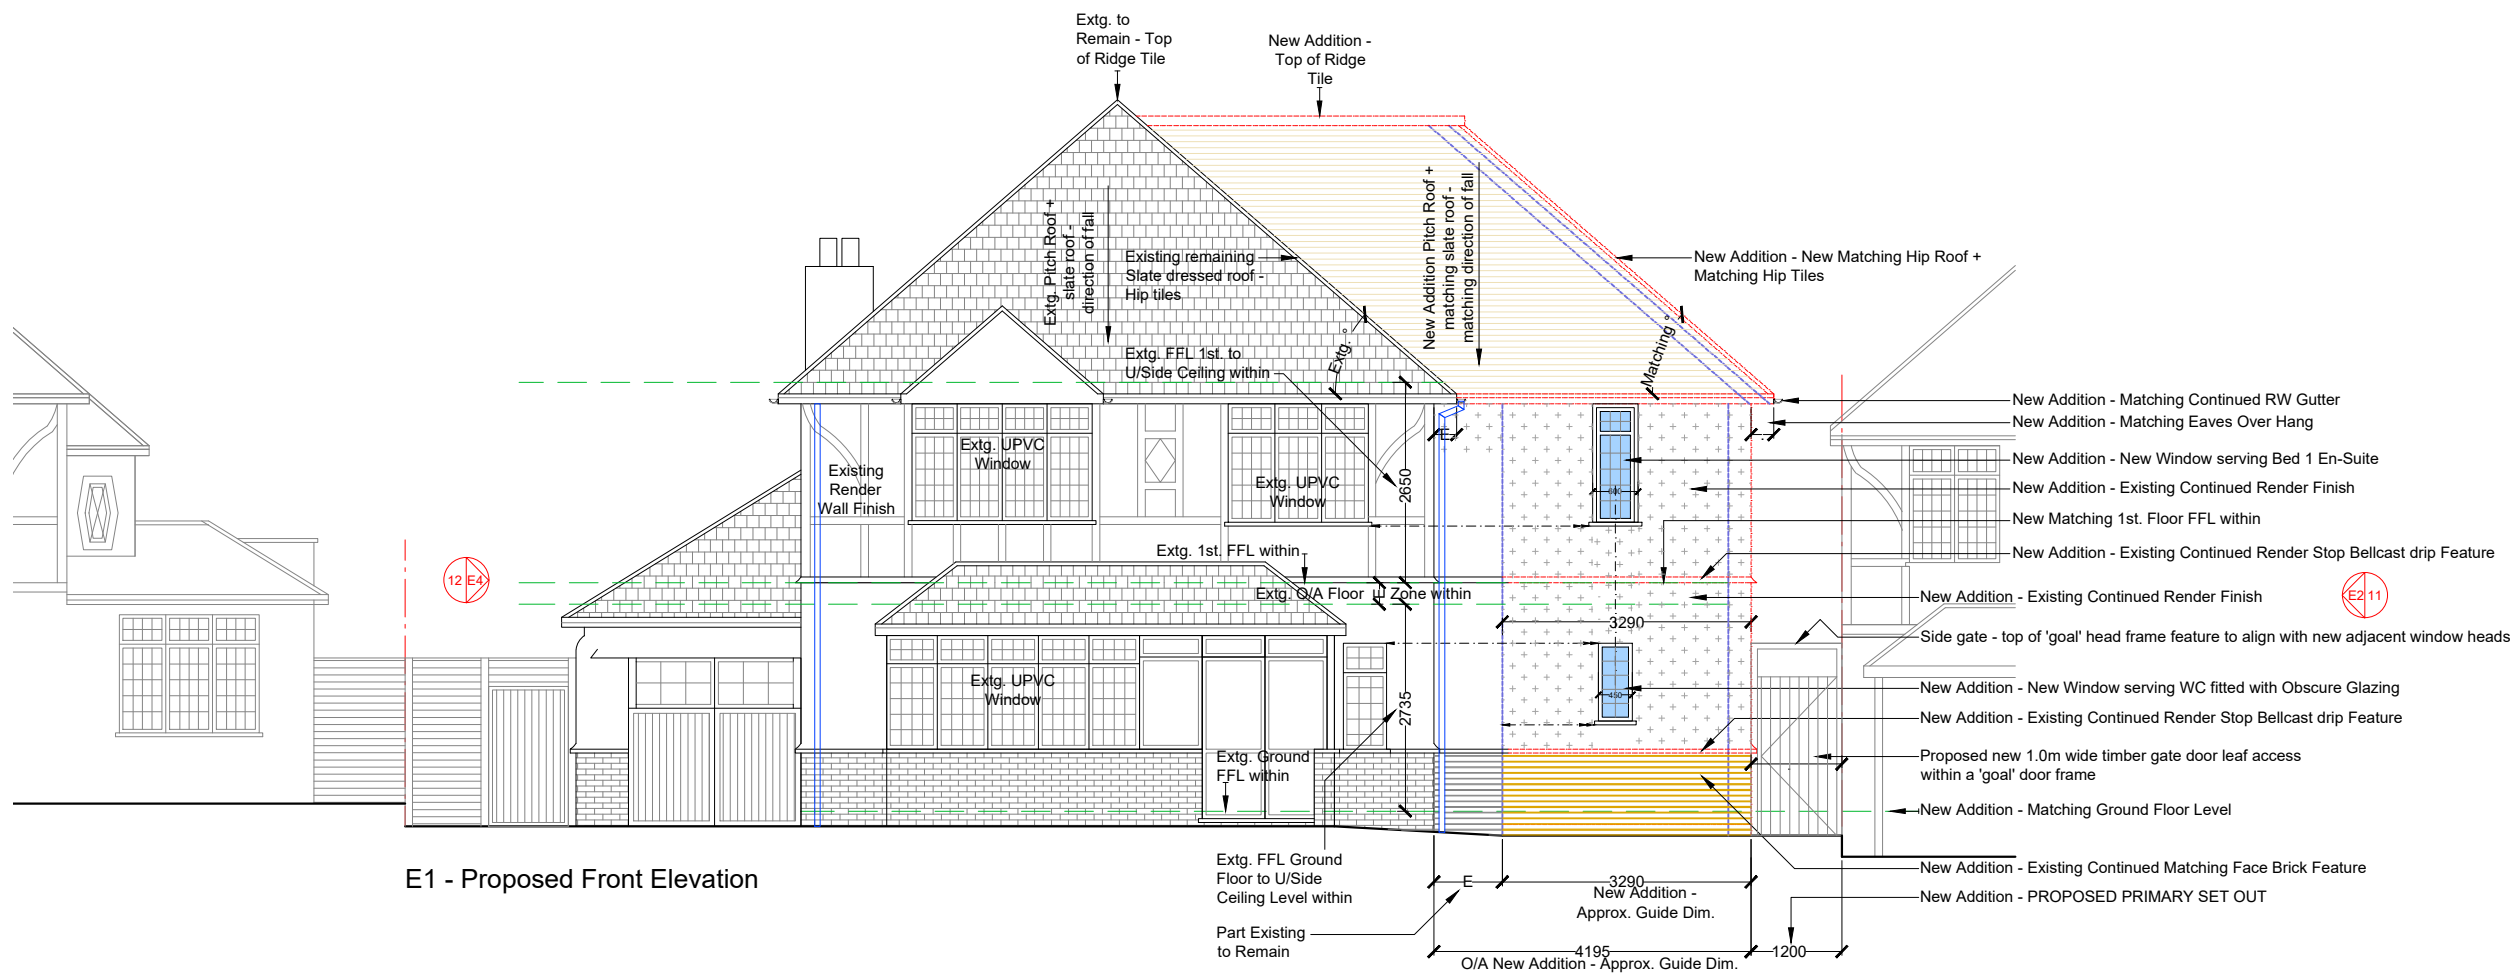 Extg. to
Remain - Top
of Ridge Tile
New Addition -
Top of Ridge
Tile
Extg. Pitch Roof +
slate roof -
direction of fall
Existing remaining
Slate dressed roof -
Hip tiles
New Addition Pitch Roof +
matching slate roof -
matching direction of fall
New Addition - New Matching Hip Roof +
Matching Hip Tiles
Extg. FFL 1st. to
U/Side Ceiling within
Extg. °
Matching °
New Addition - Matching Continued RW Gutter
New Addition - Matching Eaves Over Hang
New Addition - New Window serving Bed 1 En-Suite
New Addition - Existing Continued Render Finish
New Matching 1st. Floor FFL within
New Addition - Existing Continued Render Stop Bellcast drip Feature
New Addition - Existing Continued Render Finish
Side gate - top of 'goal' head frame feature to align with new adjacent window heads
New Addition - New Window serving WC fitted with Obscure Glazing
New Addition - Existing Continued Render Stop Bellcast drip Feature
Proposed new 1.0m wide timber gate door leaf access
within a 'goal' door frame
New Addition - Matching Ground Floor Level
New Addition - Existing Continued Matching Face Brick Feature
New Addition - PROPOSED PRIMARY SET OUT
Existing
Render
Wall Finish
Extg. UPVC
Window
Extg. UPVC
Window
E
2650
600
12 E4
E2 11
Extg. 1st. FFL within
Extg. O/A Floor
E
Zone within
3290
Extg. UPVC
Window
2735
450
Extg. Ground
FFL within
E1 - Proposed Front Elevation
Extg. FFL Ground
Floor to U/Side
Ceiling Level within
E
3290
New Addition -
Approx. Guide Dim.
Part Existing
to Remain
4195
1200
O/A New Addition - Approx. Guide Dim.